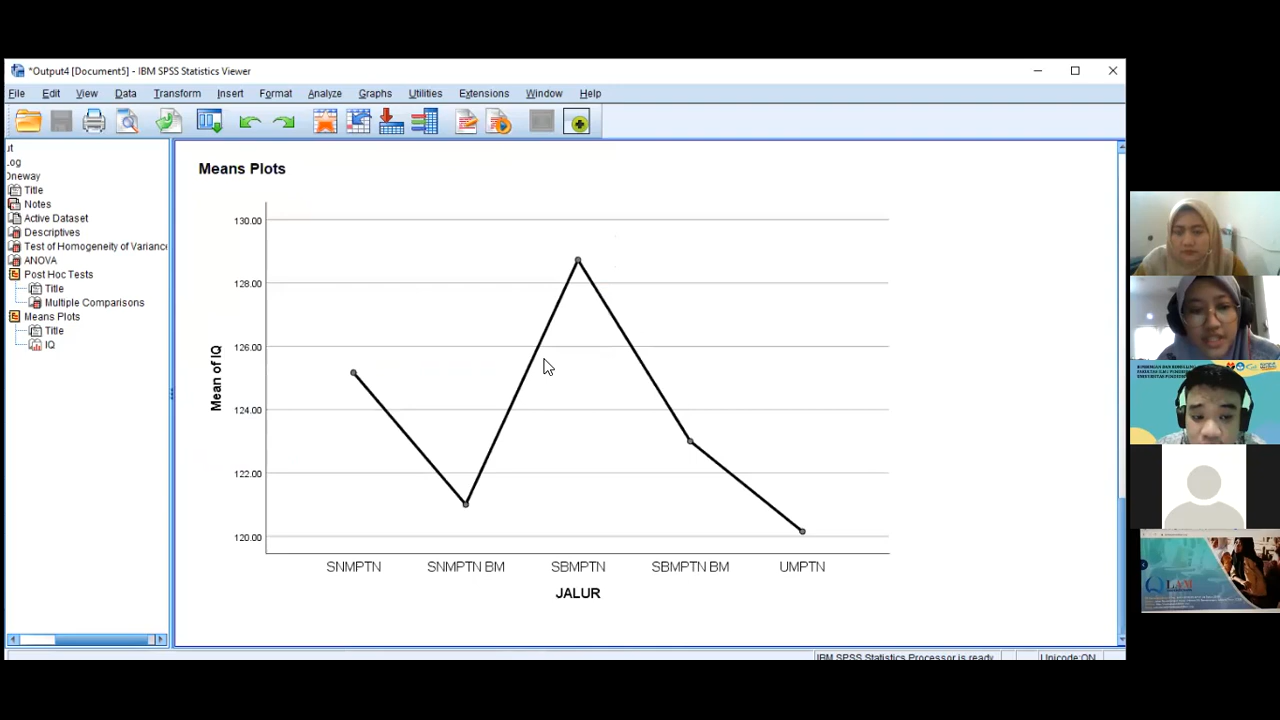 *Output4 [Document5] - IBM SPSS Statistics Viewer
File Edit View Data Transform Insert Format Analyze Graphs Utilities Extensions Window Help
Log
Oneway
Title
Notes
Active Dataset
Descriptives
Test of Homogeneity of Variance
ANOVA
Post Hoc Tests
Title
Multiple Comparisons
Means Plots
Title
IQ
Means Plots
130.00
128.00
126.00
124.00
122.00
120.00
Mean of IQ
SNMPTN SNMPTN BM SBMPTN SBMPTN BM UMPTN
JALUR
IBM SPSS Statistics Processor is ready
Unicode:ON